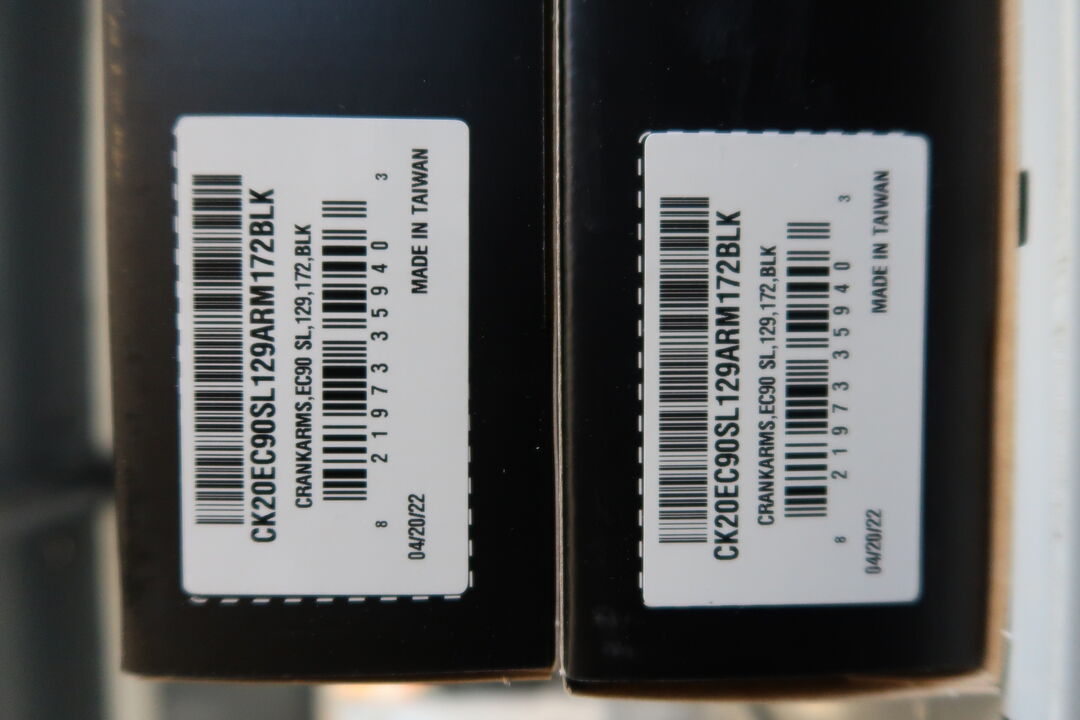 CK20EC90SL129ARM172BLK
CRANKARMS,EC90 SL,129,172,BLK
8 21973 35940 3
04/20/22 MADE IN TAIWAN
CK20EC90SL129ARM172BLK
CRANKARMS,EC90 SL,129,172,BLK
8 21973 35940 3
04/20/22 MADE IN TAIWAN